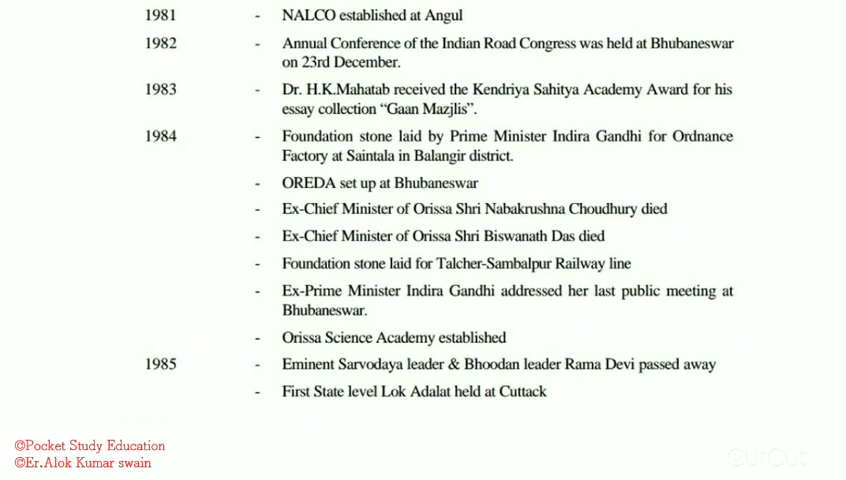 1981 - NALCO established at Angul
1982 - Annual Conference of the Indian Road Congress was held at Bhubaneswar
on 23rd December.
1983 - Dr. H.K.Mahatab received the Kendriya Sahitya Academy Award for his
essay collection “Gaan Mazjlis”.
1984 - Foundation stone laid by Prime Minister Indira Gandhi for Ordnance
Factory at Saintala in Balangir district.
- OREDA set up at Bhubaneswar
- Ex-Chief Minister of Orissa Shri Nabakrushna Choudhury died
- Ex-Chief Minister of Orissa Shri Biswanath Das died
- Foundation stone laid for Talcher-Sambalpur Railway line
- Ex-Prime Minister Indira Gandhi addressed her last public meeting at
Bhubaneswar.
- Orissa Science Academy established
1985 - Eminent Sarvodaya leader & Bhoodan leader Rama Devi passed away
- First State level Lok Adalat held at Cuttack
©Pocket Study Education
©Er.Alok Kumar swain
CutCut